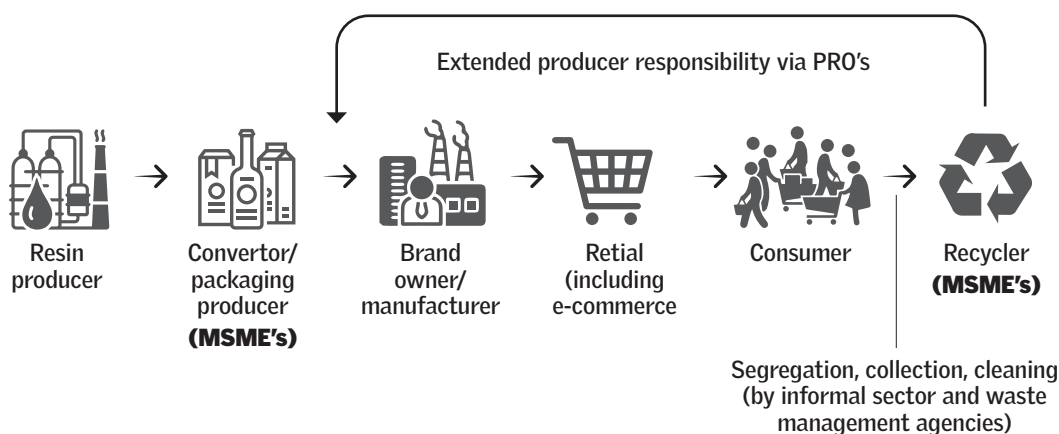 Extended producer responsibility via PRO's
Resin
producer
Convertor/
packaging
producer
(MSME's)
Brand
owner/
manufacturer
Retial
(including
e-commerce
Consumer
Recycler
(MSME's)
Segregation, collection, cleaning
(by informal sector and waste
management agencies)